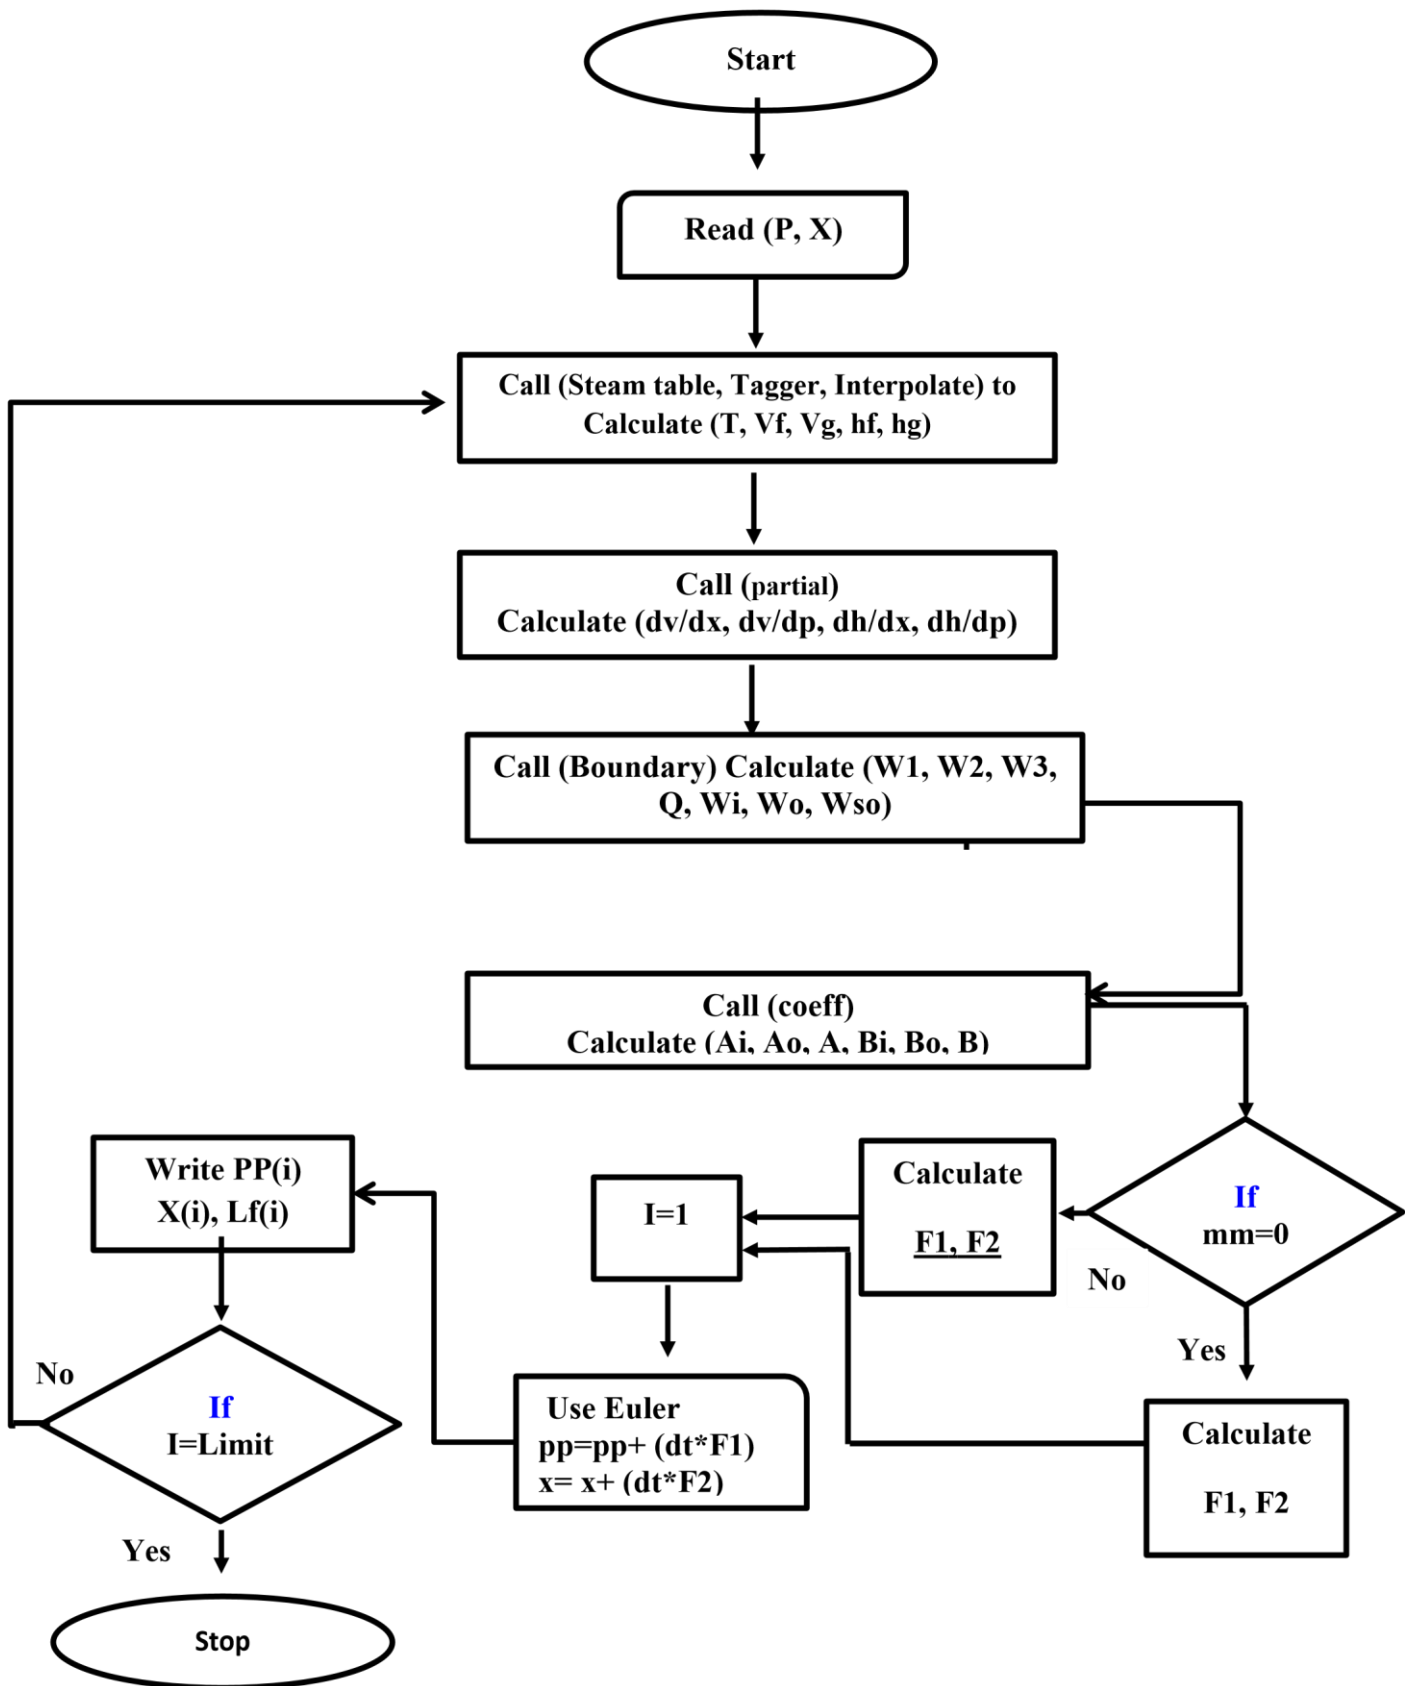 Start
Read (P, X)
Call (Steam table, Tagger, Interpolate) to
Calculate (T, Vf, Vg, hf, hg)
Call (partial)
Calculate (dv/dx, dv/dp, dh/dx, dh/dp)
Call (Boundary) Calculate (W1, W2, W3,
Q, Wi, Wo, Wso)
Call (coeff)
Calculate (Ai, Ao, A, Bi, Bo, B)
If
mm=0
No
Yes
Calculate
F1, F2
Calculate
F1, F2
I=1
Use Euler
pp=pp+ (dt*F1)
x= x+ (dt*F2)
Write PP(i)
X(i), Lf(i)
If
I=Limit
No
Yes
Stop